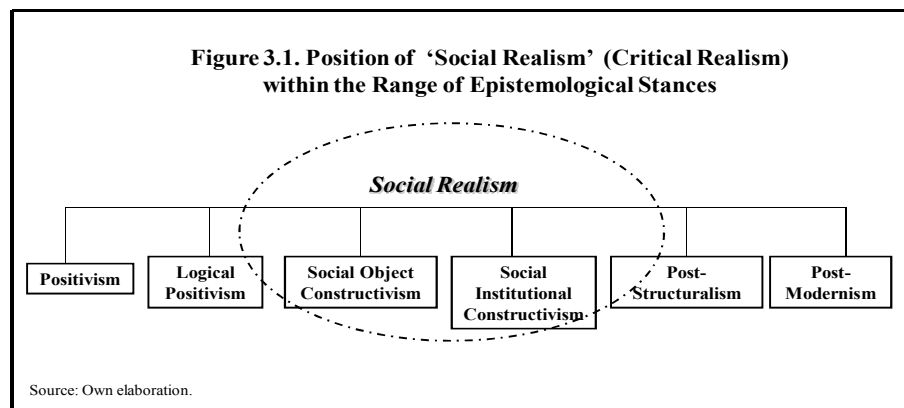 Figure 3.1. Position of ‘Social Realism’ (Critical Realism)
within the Range of Epistemological Stances
Social Realism
Positivism
Logical
Positivism
Social Object
Constructivism
Social
Institutional
Constructivism
Post-
Structuralism
Post-
Modernism
Source: Own elaboration.